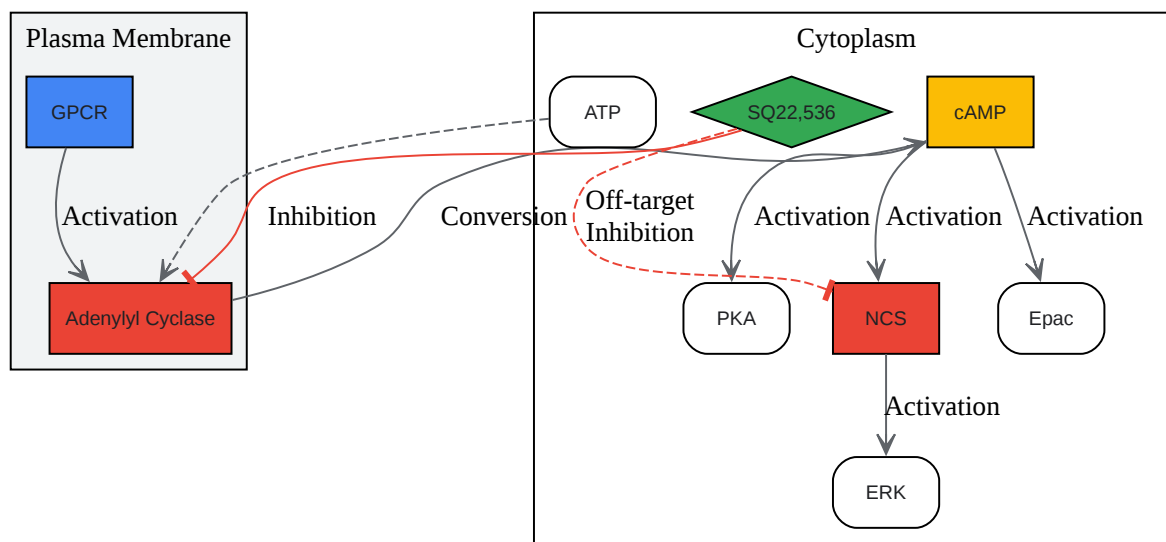 Plasma Membrane
Cytoplasm
GPCR
ATP
SQ22,536
cAMP
Activation
Inhibition
Conversion
Off-target
Inhibition
Activation
Activation
Activation
Adenylyl Cyclase
PKA
NCS
Epac
Activation
ERK